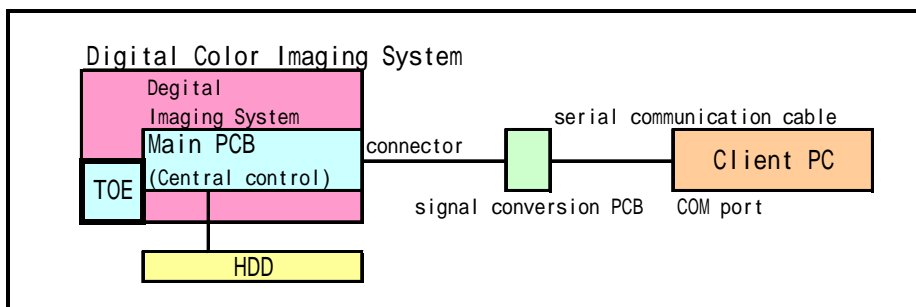 Digital Color Imaging System
Degital
Imaging System
Main PCB
(Central control)
TOE
connector
serial communication cable
Client PC
signal conversion PCB
COM port
HDD